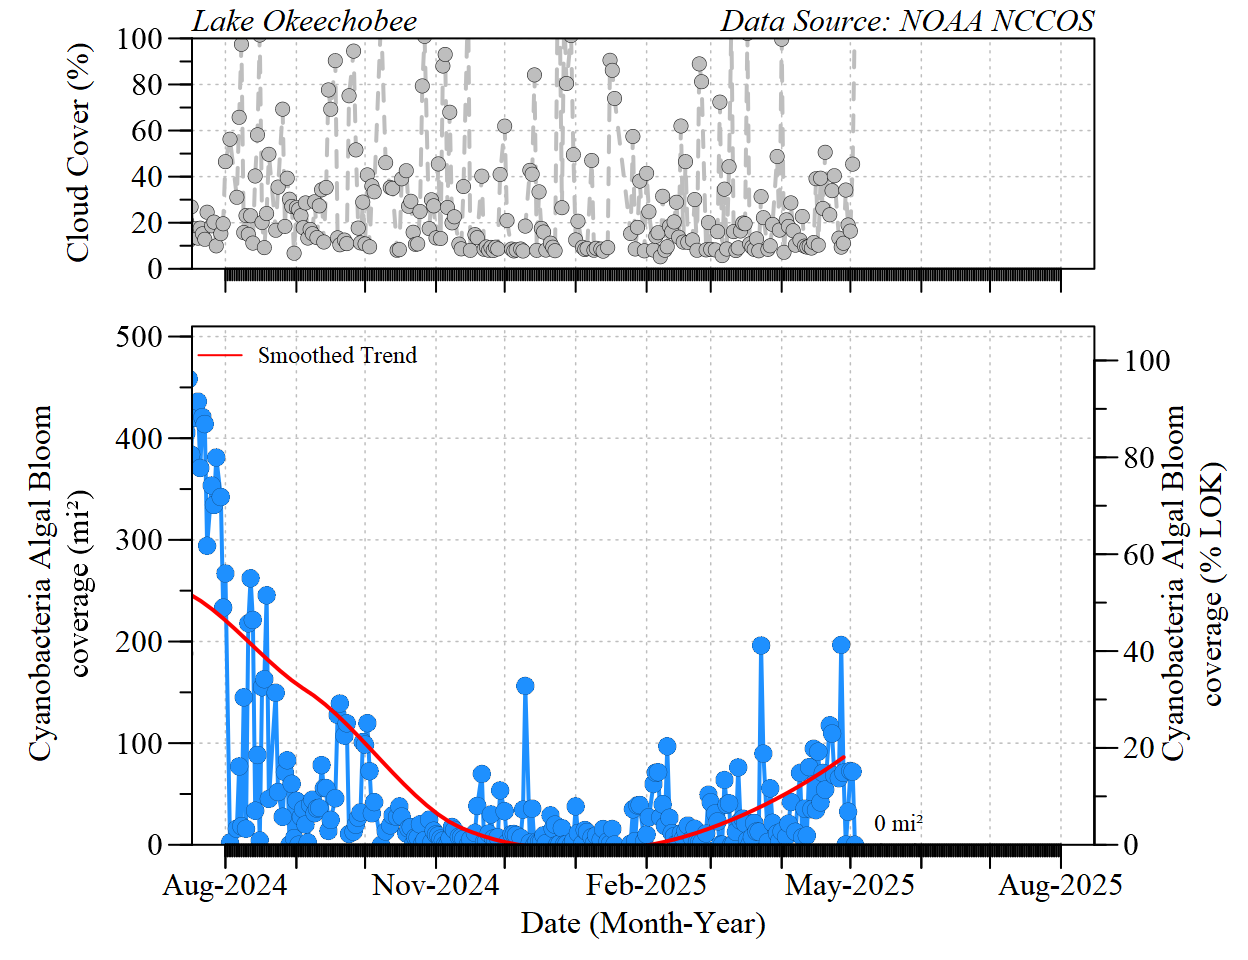 Lake Okeechobee
Data Source: NOAA NCCOS
Cloud Cover (%)
100
80
60
40
20
0
Smoothed Trend
Cyanobacteria Algal Bloom
coverage (mi²)
500
400
300
200
100
0
100
80
60
40
20
0
Cyanobacteria Algal Bloom
coverage (% LOK)
0 mi²
Aug-2024
Nov-2024
Feb-2025
May-2025
Aug-2025
Date (Month-Year)